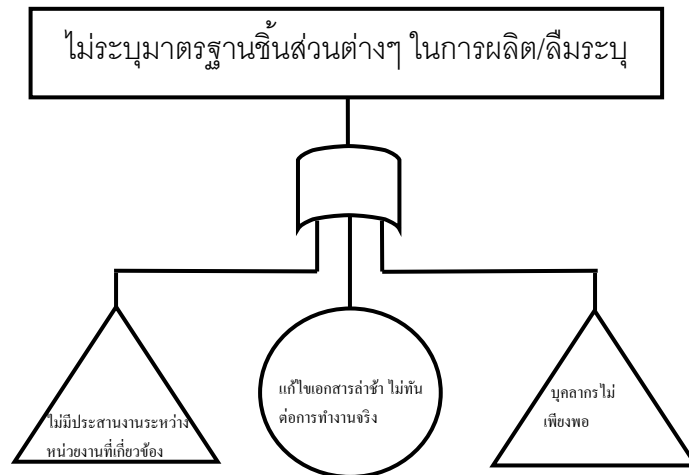 ไม่ระบุมาตรฐานชิ้นส่วนต่างๆ ในการผลิต/ลืมระบุ
ไม่มีประสานงานระหว่าง
หน่วยงานที่เกี่ยวข้อง
แก้ไขเอกสารล่าช้า ไม่ทัน
ต่อการทำงานจริง
บุคลากรไม่
เพียงพอ